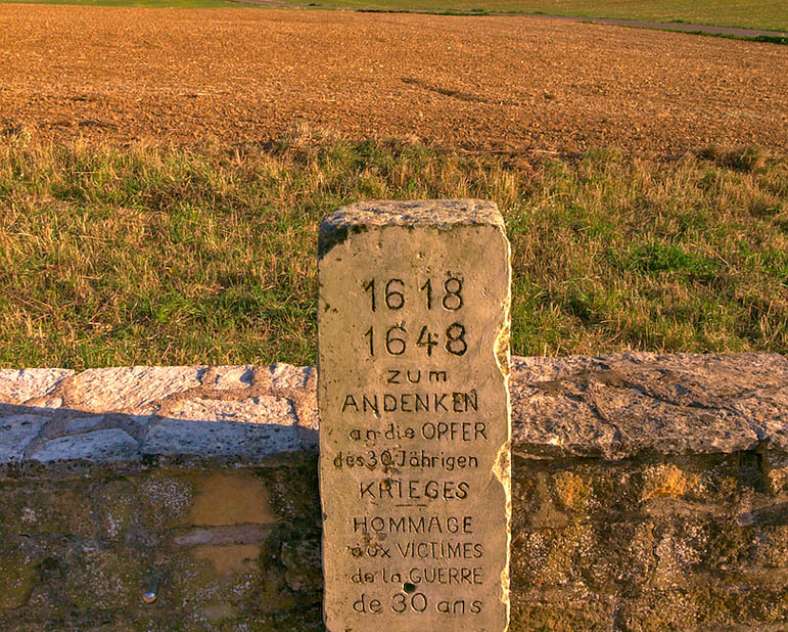 1618
1648
zum
ANDENKEN
an die OPFER
des 30 Jährigen
KRIEGES
HOMMAGE
aux VICTIMES
de la GUERRE
de 30 ans